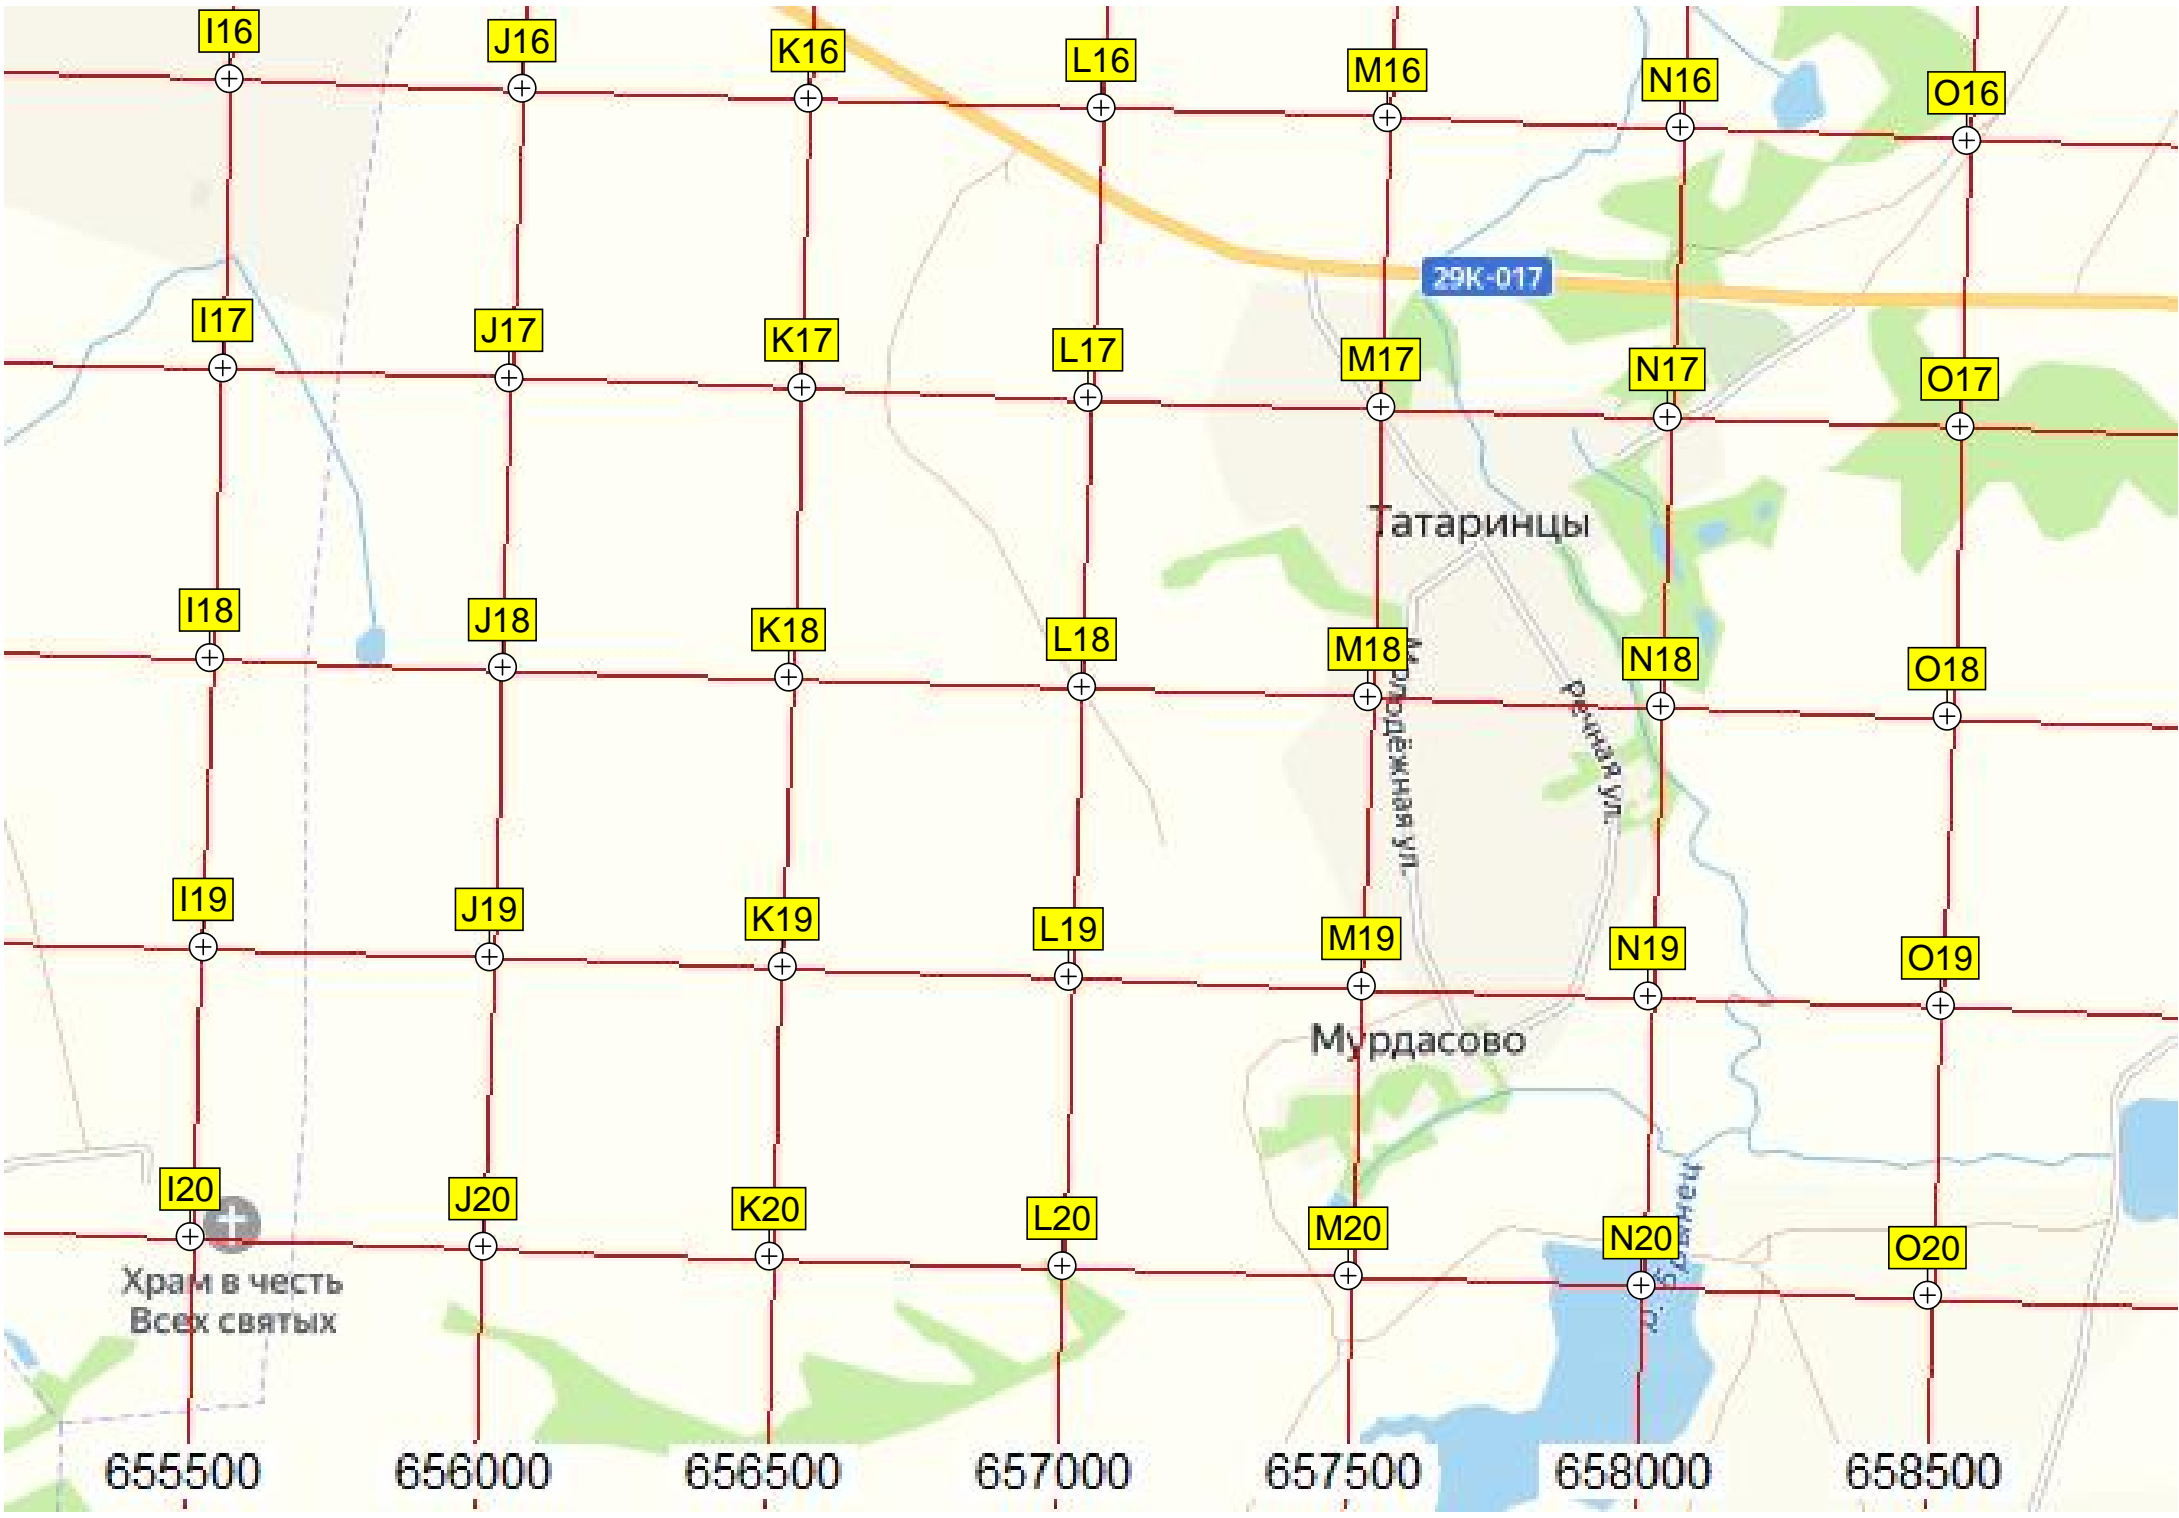 I16 J16 K16 L16 M16 N16 O16
29К-017
I17 J17 K17 L17 M17 N17 O17
Татаринцы
I18 J18 K18 L18 M18 N18 O18
Молодёжная ул.
Речная ул.
I19 J19 K19 L19 M19 N19 O19
Мурдасово
I20 J20 K20 L20 M20 N20 O20
Храм в честь
Всех святых
655500 656000 656500 657000 657500 658000 658500